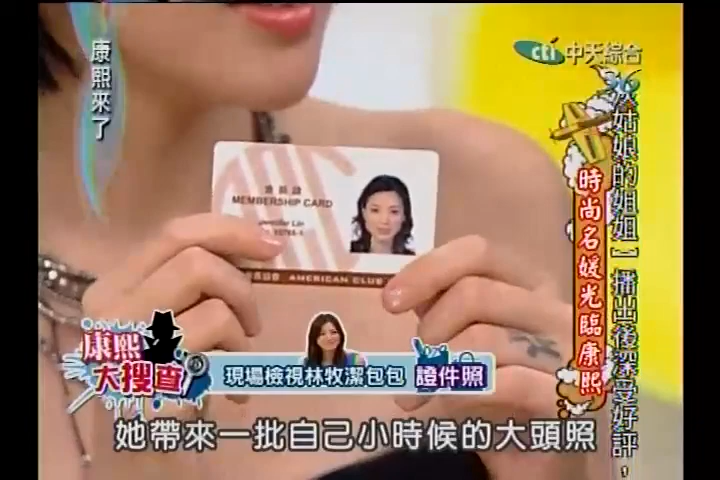 康熙來了
cti 中天綜合
36
姑娘的姐姐】播出後深受好評，
時尚名媛光臨康熙
MEMBERSHIP CARD
Jennifer Lin
AMERICAN CLUB
康熙
大搜查
現場檢視林牧潔包包 證件照
她帶來一批自己小時候的大頭照